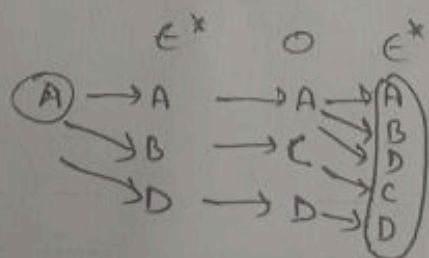 ε* 0 ε*
A → A → A → A
B → C B
D
D → D → C
D